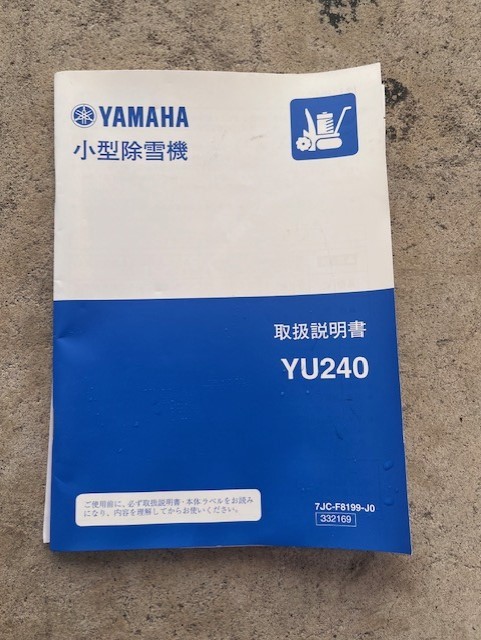 YAMAHA
小型除雪機
取扱説明書
YU240
ご使用前に、必ず取扱説明書・本体ラベルをお読み
になり、内容を理解してからお使いください。
7JC-F8199-J0
332169